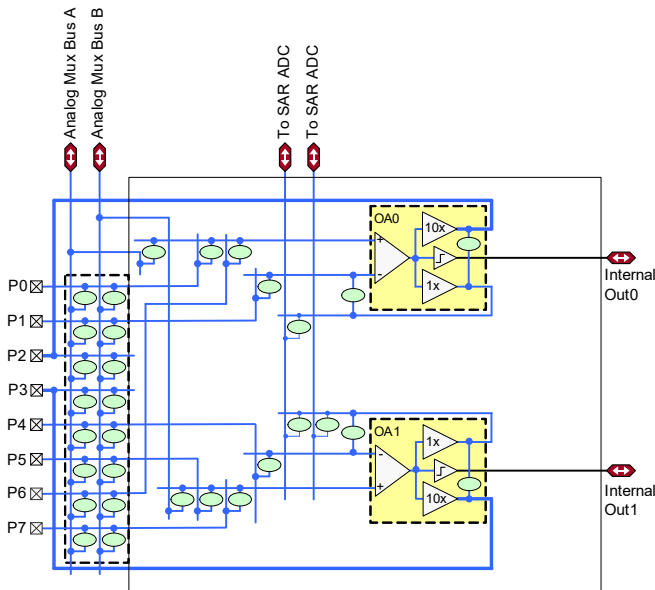 Analog Mux Bus A
Analog Mux Bus B
To SAR ADC
To SAR ADC
OA0
10x
+
-
1x
Internal
Out0
P0
P1
P2
P3
P4
P5
P6
P7
OA1
1x
-
+
10x
Internal
Out1